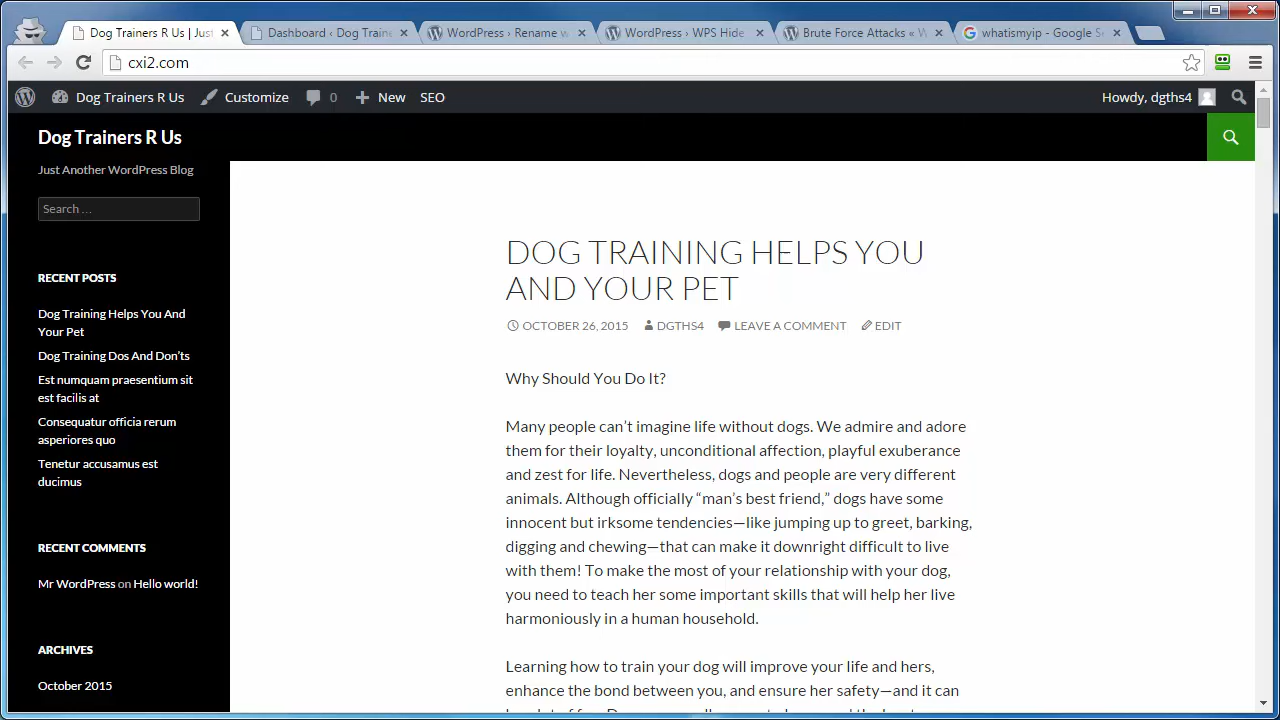 Dog Trainers R Us | Just
Dashboard ‹ Dog Traine
WordPress › Rename w
WordPress › WPS Hide
Brute Force Attacks « W
whatismyip - Google Se
cxi2.com
Dog Trainers R Us Customize 0 New SEO Howdy, dgths4
Dog Trainers R Us
Just Another WordPress Blog
Search …
RECENT POSTS
Dog Training Helps You And
Your Pet
Dog Training Dos And Don’ts
Est numquam praesentium sit
est facilis at
Consequatur officia rerum
asperiores quo
Tenetur accusamus est
ducimus
RECENT COMMENTS
Mr WordPress on Hello world!
ARCHIVES
October 2015
DOG TRAINING HELPS YOU
AND YOUR PET
OCTOBER 26, 2015 DGTHS4 LEAVE A COMMENT EDIT
Why Should You Do It?
Many people can’t imagine life without dogs. We admire and adore
them for their loyalty, unconditional affection, playful exuberance
and zest for life. Nevertheless, dogs and people are very different
animals. Although officially “man’s best friend,” dogs have some
innocent but irksome tendencies—like jumping up to greet, barking,
digging and chewing—that can make it downright difficult to live
with them! To make the most of your relationship with your dog,
you need to teach her some important skills that will help her live
harmoniously in a human household.
Learning how to train your dog will improve your life and hers,
enhance the bond between you, and ensure her safety—and it can